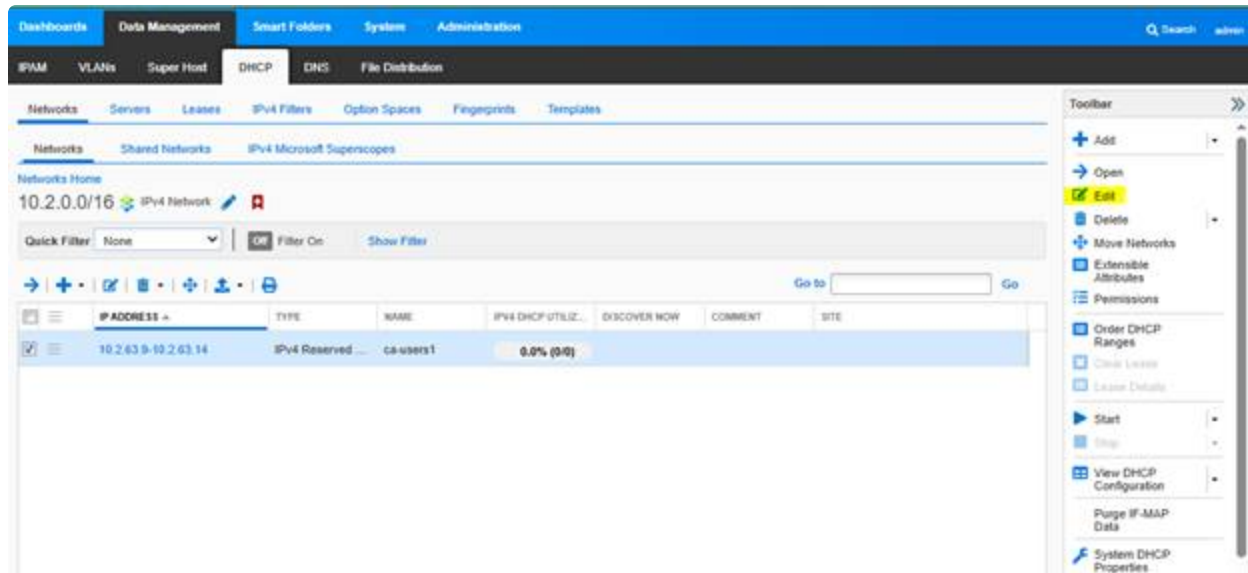 Dashboards Data Management Smart Folders System Administration Search admin
IPAM VLANs Super Host DHCP DNS File Distribution
Networks Servers Leases IPv4 Filters Option Spaces Fingerprints Templates
Networks Shared Networks IPv4 Microsoft Superscopes
Networks Home
10.2.0.0/16 IPv4 Network
Quick Filter None Off Filter On Show Filter
Go to Go
IP ADDRESS TYPE NAME IPV4 DHCP UTILIZ... DISCOVER NOW COMMENT SITE
10.2.63.9-10.2.63.14 IPv4 Reserved ... ca-users1 0.0% (0/0)
Toolbar
Add
Open
Edit
Delete
Move Networks
Extensible
Attributes
Permissions
Order DHCP
Ranges
Clear Lease
Lease Details
Start
Stop
View DHCP
Configuration
Purge IF-MAP
Data
System DHCP
Properties